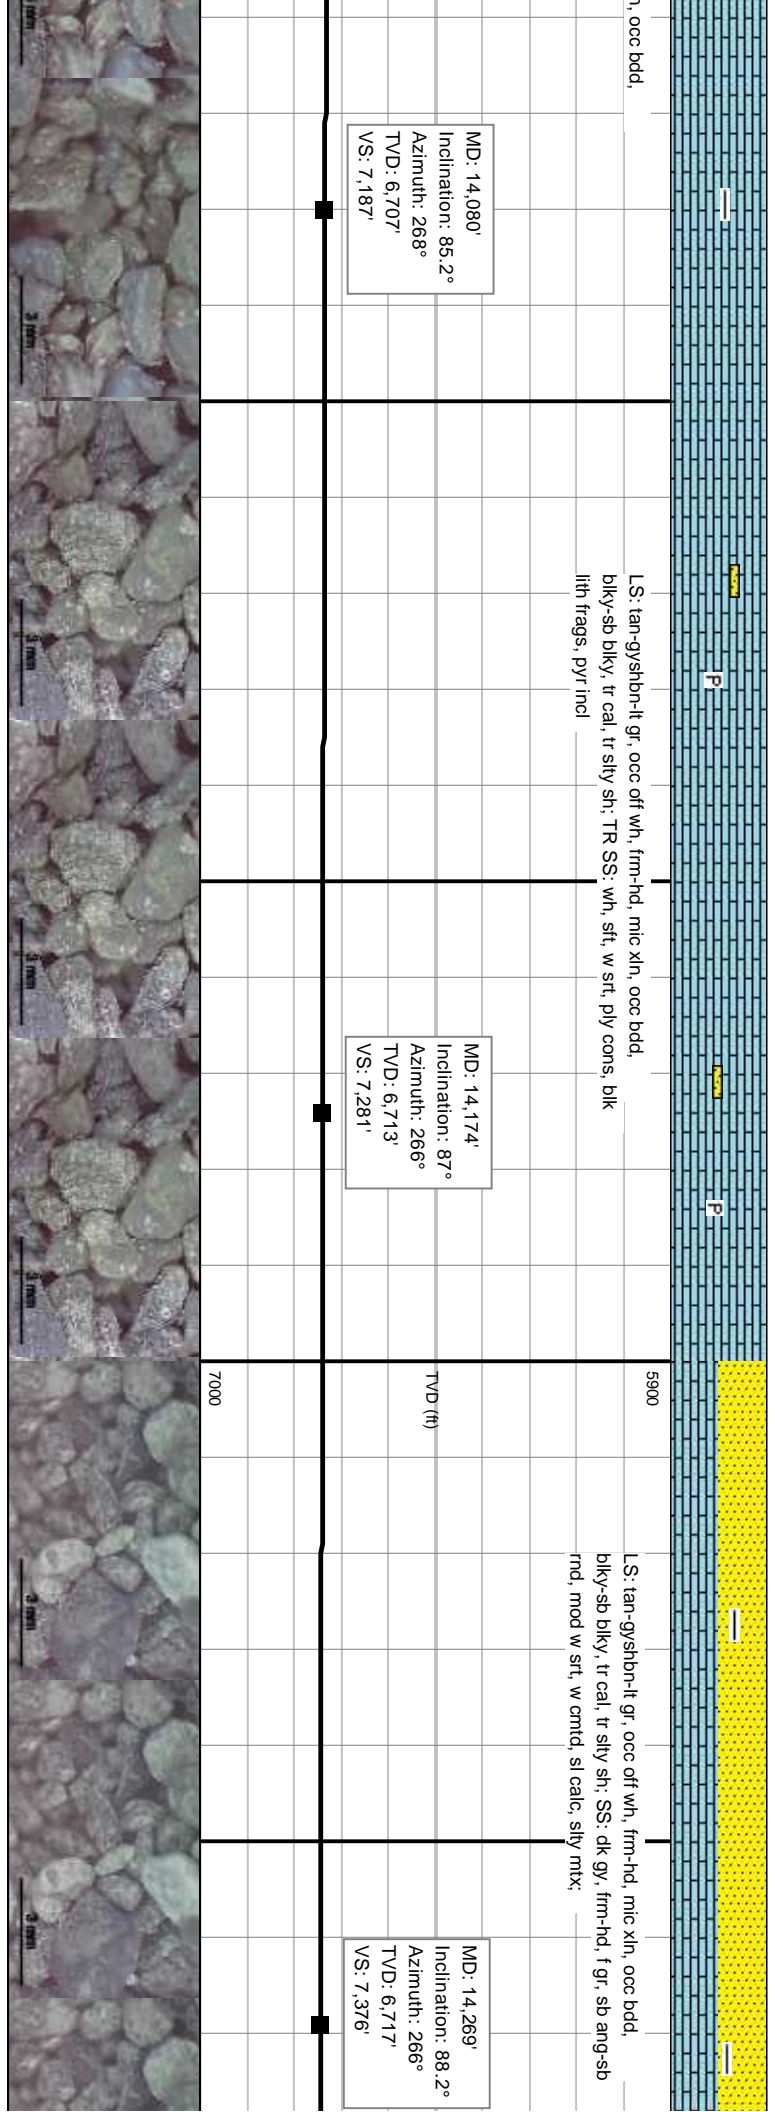 n, occ bdd,
MD: 14,080'
Inclination: 85.2°
Azimuth: 268°
TVD: 6,707'
VS: 7,187'
3 mm
LS: tan-gyshbn-lt gr, occ off wh, frm-hd, mic xln, occ bdd,
blky-sb blky, tr cal, tr slty sh; TR SS: wh, sft, w srt, ply cons, blk
lith frags, pyr incl
P
3 mm
3 mm
MD: 14,174'
Inclination: 87°
Azimuth: 266°
TVD: 6,713'
VS: 7,281'
P
3 mm
5900
TVD (ft)
7000
LS: tan-gyshbn-lt gr, occ off wh, frm-hd, mic xln, occ bdd,
blky-sb blky, tr cal, tr slty sh; SS: dk gy, frm-hd, f gr, sb ang-sb
rnd, mod w srt, w cmtd, sl calc, slty mtx;
3 mm
3 mm
MD: 14,269'
Inclination: 88.2°
Azimuth: 266°
TVD: 6,717'
VS: 7,376'